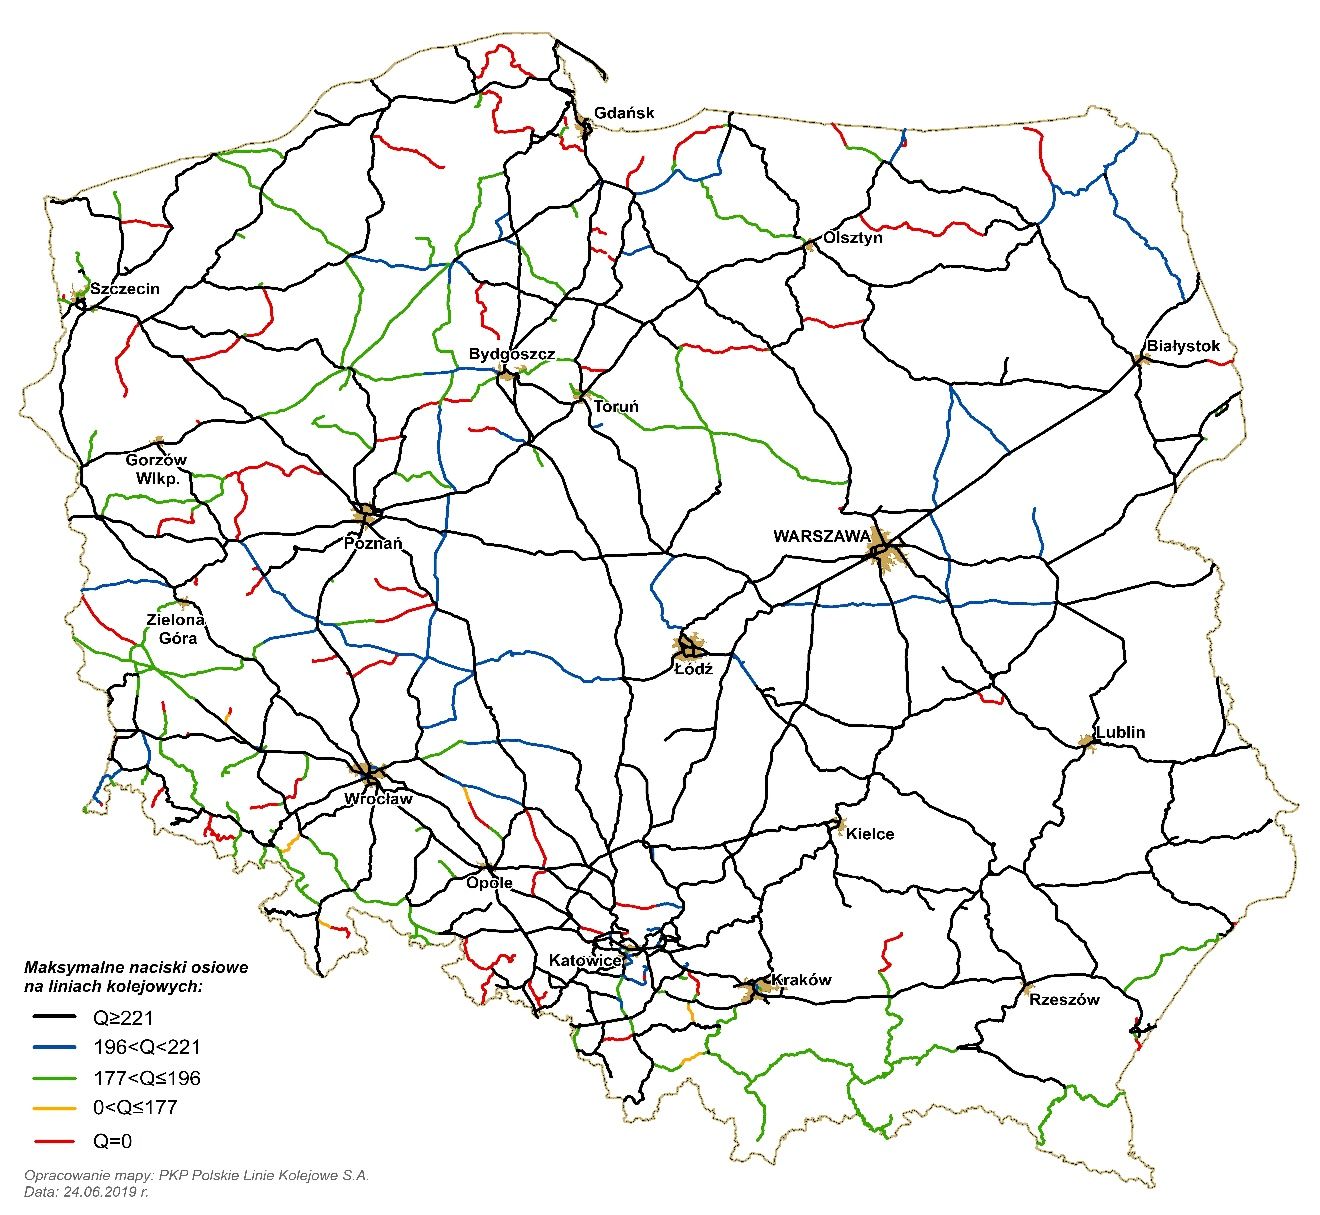 Gdańsk
Olsztyn
Szczecin
Białystok
Bydgoszcz
Toruń
Gorzów
Wlkp.
Poznań
WARSZAWA
Zielona
Góra
Łódź
Lublin
Wrocław
Kielce
Opole
Katowice
Kraków
Rzeszów
Maksymalne naciski osiowe
na liniach kolejowych:
Q≥221
196<Q<221
177<Q≤196
0<Q≤177
Q=0
Opracowanie mapy: PKP Polskie Linie Kolejowe S.A.
Data: 24.06.2019 r.